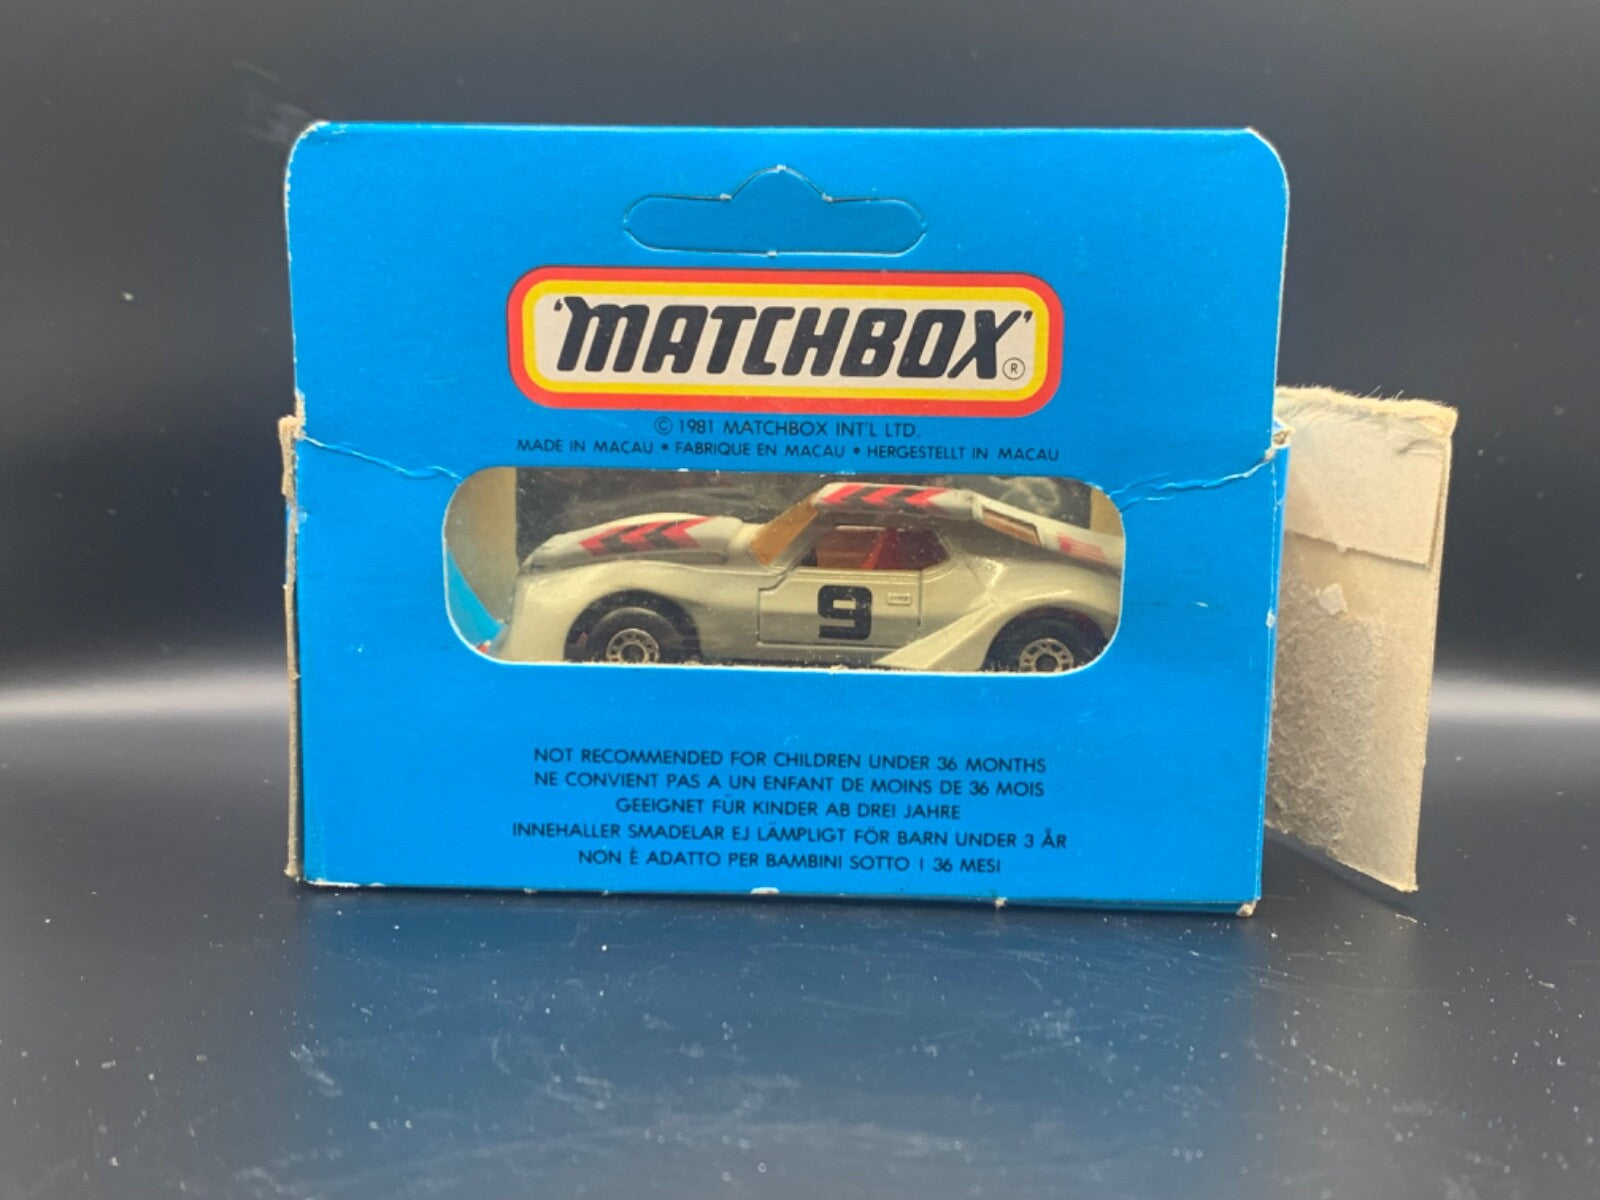 'MATCHBOX' ®
© 1981 MATCHBOX INT'L LTD.
MADE IN MACAU • FABRIQUE EN MACAU • HERGESTELLT IN MACAU
9
NOT RECOMMENDED FOR CHILDREN UNDER 36 MONTHS
NE CONVIENT PAS A UN ENFANT DE MOINS DE 36 MOIS
GEEIGNET FÜR KINDER AB DREI JAHRE
INNEHALLER SMADELAR EJ LÄMPLIGT FÖR BARN UNDER 3 ÅR
NON È ADATTO PER BAMBINI SOTTO I 36 MESI